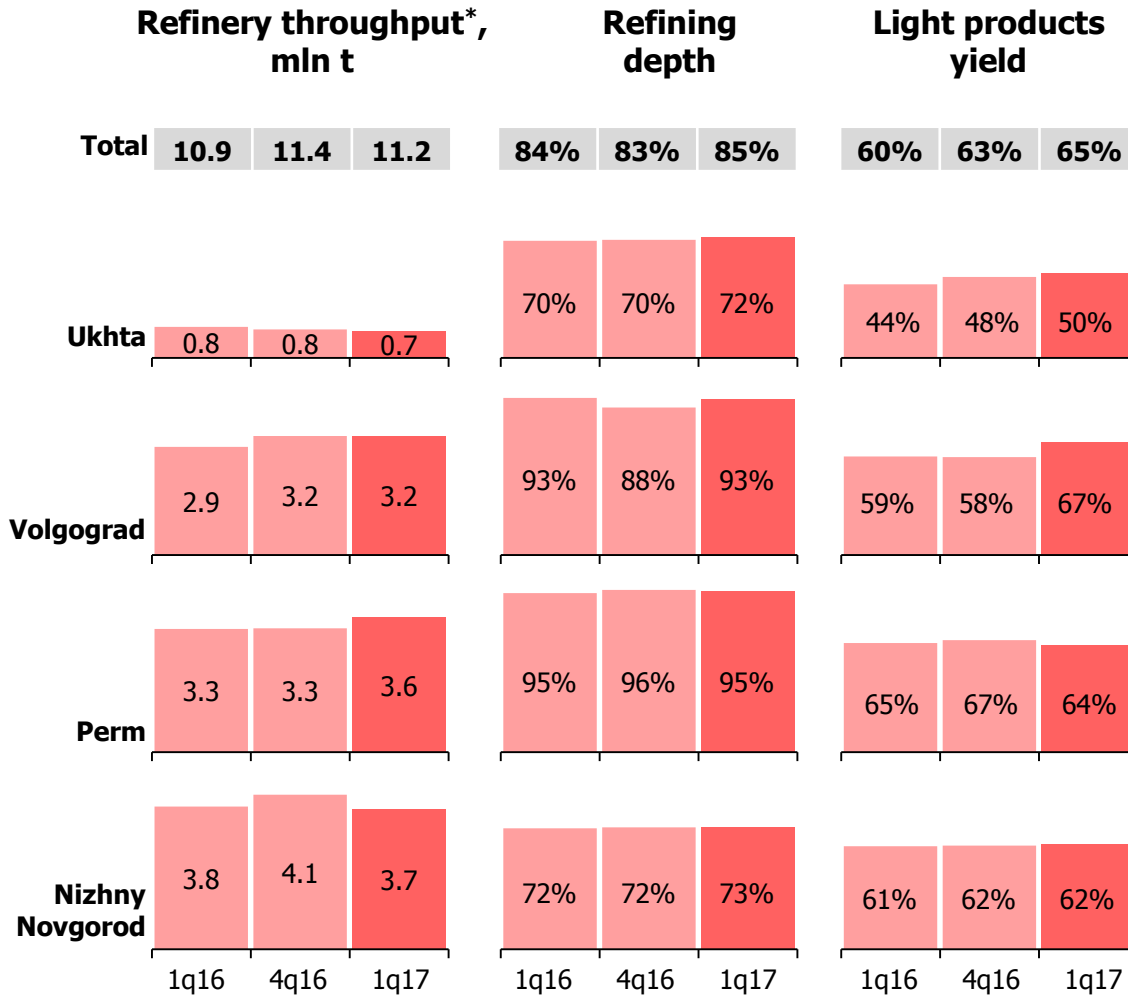 Refinery throughput*,
mln t
Refining
depth
Light products
yield
Total 10.9 11.4 11.2 84% 83% 85% 60% 63% 65%
Ukhta 0.8 0.8 0.7 70% 70% 72% 44% 48% 50%
Volgograd 2.9 3.2 3.2 93% 88% 93% 59% 58% 67%
Perm 3.3 3.3 3.6 95% 96% 95% 65% 67% 64%
Nizhny
Novgorod 3.8 4.1 3.7 72% 72% 73% 61% 62% 62%
1q16 4q16 1q17 1q16 4q16 1q17 1q16 4q16 1q17